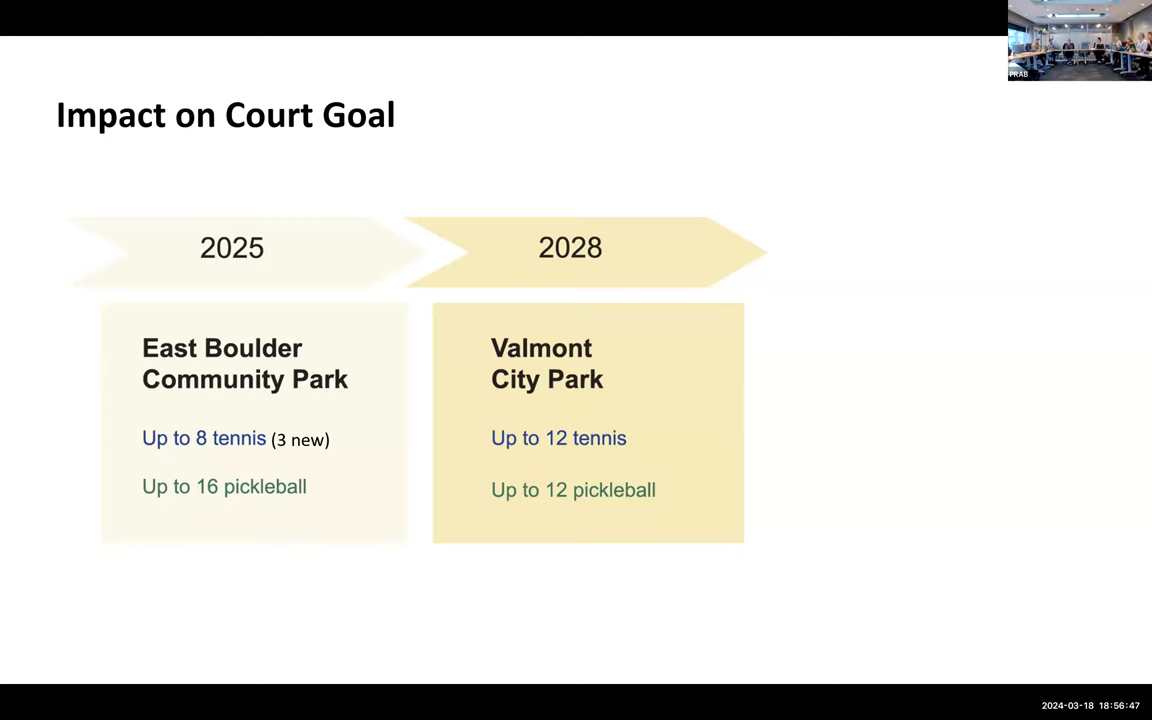 PRAB
Impact on Court Goal
2025
2028
East Boulder
Community Park
Up to 8 tennis (3 new)
Up to 16 pickleball
Valmont
City Park
Up to 12 tennis
Up to 12 pickleball
2024-03-18 18:56:47